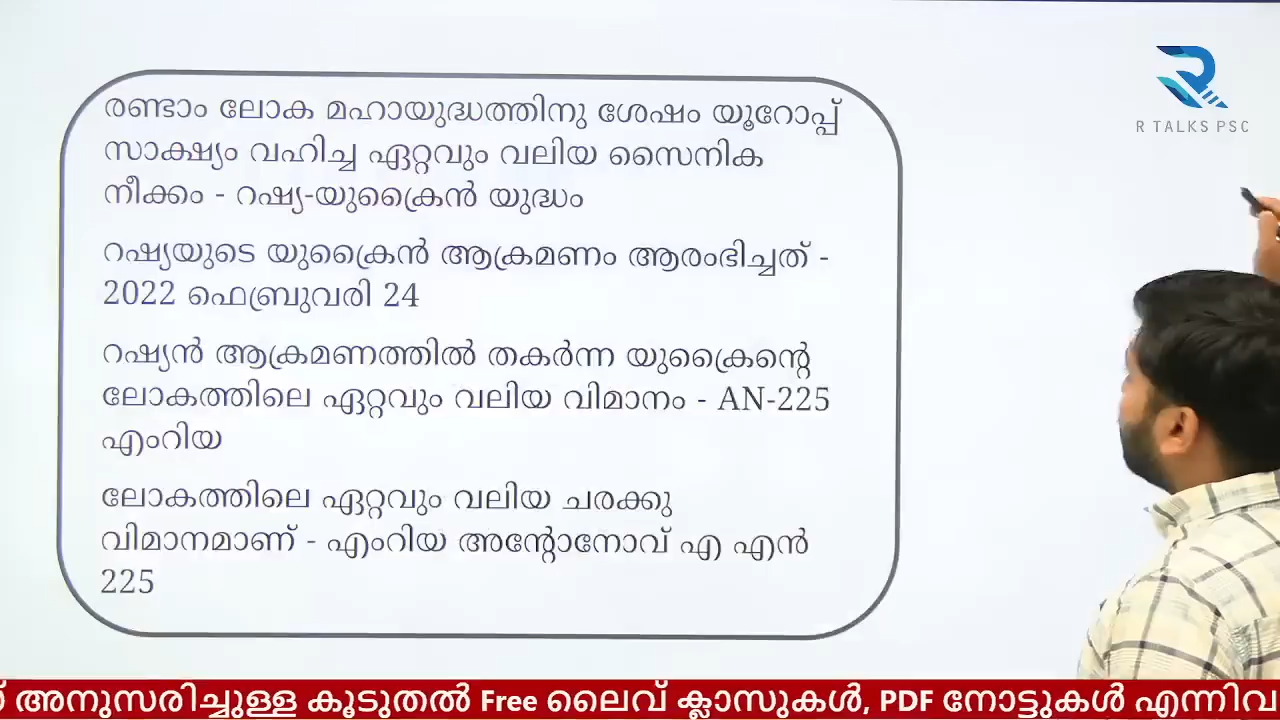 രണ്ടാം ലോക മഹായുദ്ധത്തിനു ശേഷം യൂറോപ്പ്
സാക്ഷ്യം വഹിച്ച ഏറ്റവും വലിയ സൈനിക
നീക്കം - റഷ്യ-യുക്രൈൻ യുദ്ധം
റഷ്യയുടെ യുക്രൈൻ ആക്രമണം ആരംഭിച്ചത് -
2022 ഫെബ്രുവരി 24
റഷ്യൻ ആക്രമണത്തിൽ തകർന്ന യുക്രൈന്റെ
ലോകത്തിലെ ഏറ്റവും വലിയ വിമാനം - AN-225
എംറിയ
ലോകത്തിലെ ഏറ്റവും വലിയ ചരക്കു
വിമാനമാണ് - എംറിയ അന്റോനോവ് എ എൻ
225
R TALKS PSC
അനുസരിച്ചുള്ള കൂടുതൽ Free ലൈവ് ക്ലാസുകൾ, PDF നോട്ടുകൾ എന്നിവ